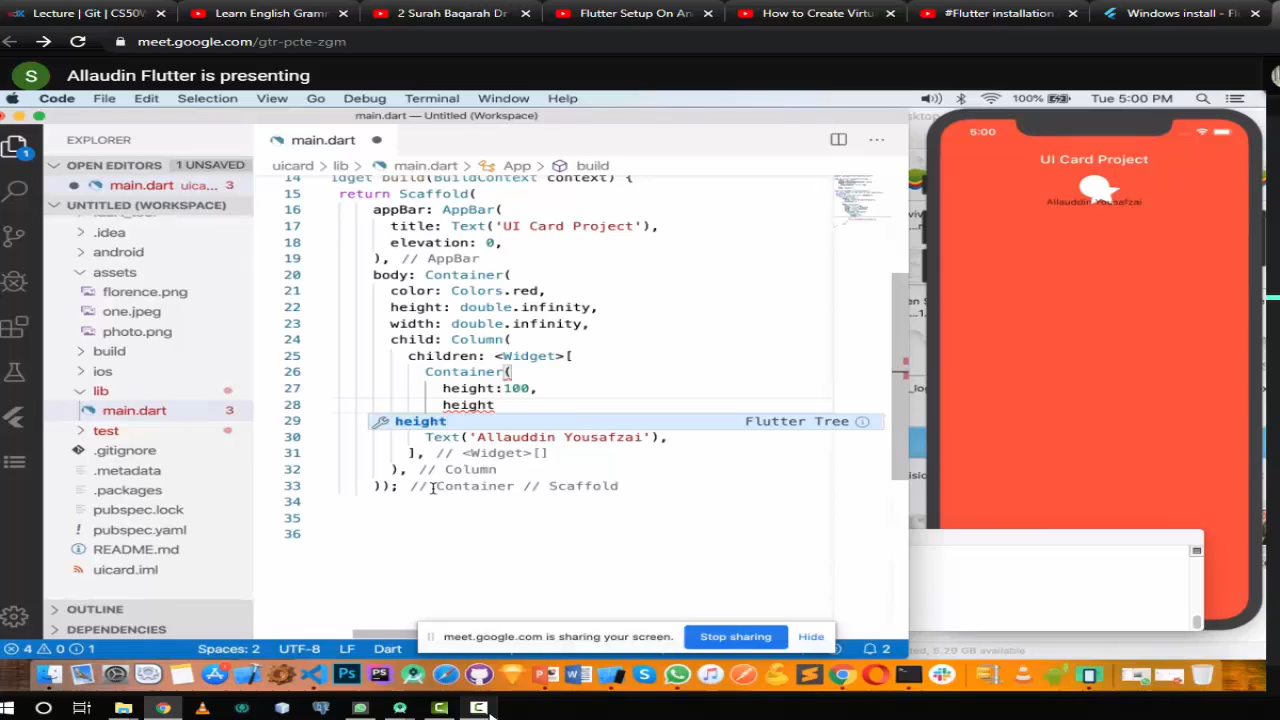 Lecture | Git | CS50V
Learn English Gramr
2 Surah Baqarah Dr
Flutter Setup On An
How to Create Virtu
#Flutter installation
Windows install - Fl
meet.google.com/gtr-pcte-zgm
S
Allaudin Flutter is presenting
Code File Edit Selection View Go Debug Terminal Window Help
100%
Tue 5:00 PM
main.dart — Untitled (Workspace)
EXPLORER
main.dart
OPEN EDITORS 1 UNSAVED
main.dart uica... 3
UNTITLED (WORKSPACE)
.idea
android
assets
florence.png
one.jpeg
photo.png
build
ios
lib
main.dart 3
test
.gitignore
.metadata
.packages
pubspec.lock
pubspec.yaml
README.md
uicard.iml
OUTLINE
DEPENDENCIES
uicard > lib > main.dart > App > build
14 idget build(BuildContext context) {
15 return Scaffold(
16 appBar: AppBar(
17 title: Text('UI Card Project'),
18 elevation: 0,
19 ), // AppBar
20 body: Container(
21 color: Colors.red,
22 height: double.infinity,
23 width: double.infinity,
24 child: Column(
25 children: <Widget>[
26 Container(
27 height:100,
28 height
29 height Flutter Tree
30 Text('Allauddin Yousafzai'),
31 ], // <Widget>[]
32 ), // Column
33 )); // Container // Scaffold
34
35
36
5:00
UI Card Project
Allauddin Yousafzai
meet.google.com is sharing your screen.
Stop sharing
Hide
4 0 1
Spaces: 2 UTF-8 LF Dart
2
5.29 GB available